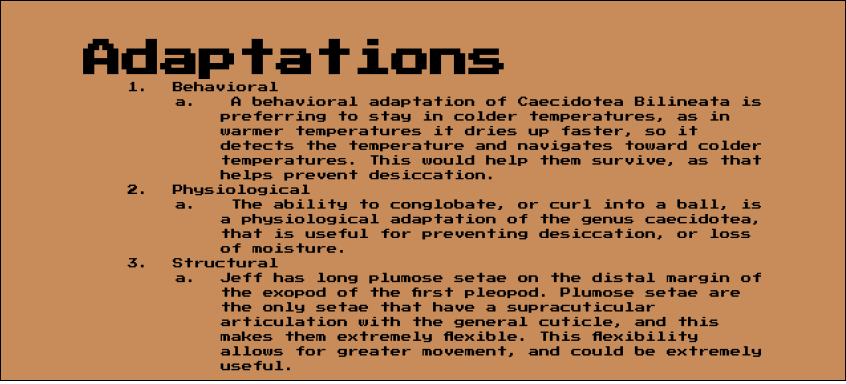 Adaptations
1. Behavioral
a. A behavioral adaptation of Caecidotea Bilineata is
preferring to stay in colder temperatures, as in
warmer temperatures it dries up faster, so it
detects the temperature and navigates toward colder
temperatures. This would help them survive, as that
helps prevent desiccation.
2. Physiological
a. The ability to conglobate, or curl into a ball, is
a physiological adaptation of the genus caecidotea,
that is useful for preventing desiccation, or loss
of moisture.
3. Structural
a. Jeff has long plumose setae on the distal margin of
the exopod of the first pleopod. Plumose setae are
the only setae that have a supracuticular
articulation with the general cuticle, and this
makes them extremely flexible. This flexibility
allows for greater movement, and could be extremely
useful.